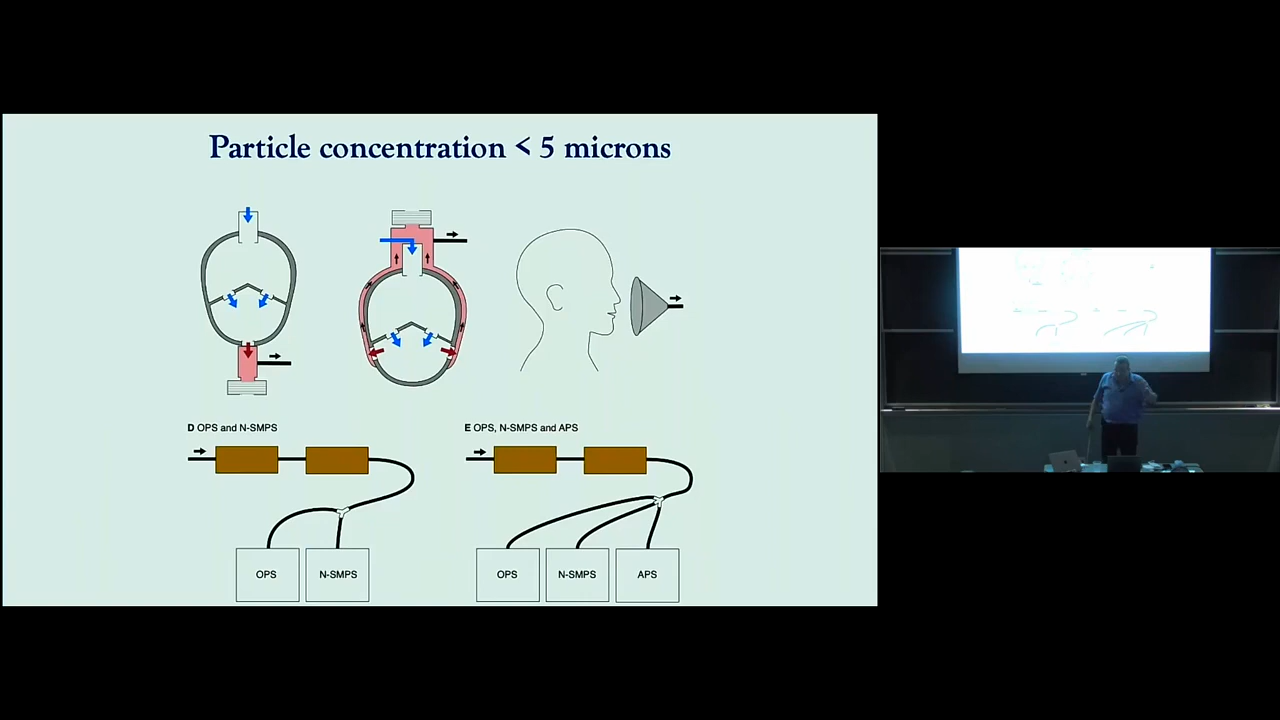 Particle concentration < 5 microns
D OPS and N-SMPS
E OPS, N-SMPS and APS
OPS
N-SMPS
OPS
N-SMPS
APS